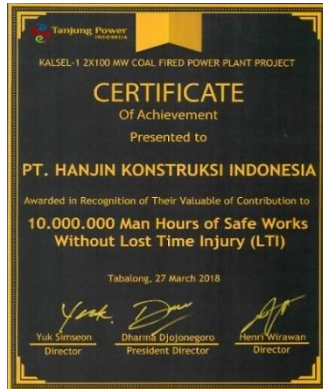 Tanjung Power
INDONESIA
KALSEL-1 2X100 MW COAL FIRED POWER PLANT PROJECT
CERTIFICATE
Of Achievement
Presented to
PT. HANJIN KONSTRUKSI INDONESIA
Awarded in Recognition of Their Valuable of Contribution to
10.000.000 Man Hours of Safe Works
Without Lost Time Injury (LTI)
Tabalong, 27 March 2018
Yuk Simseon
Director
Dharma Djojonegoro
President Director
Henri Wirawan
Director